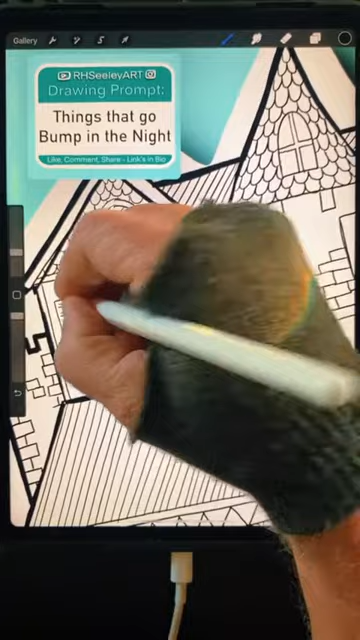 Gallery
RHSeeleyART
Drawing Prompt:
Things that go
Bump in the Night
Like, Comment, Share - Link's in Bio